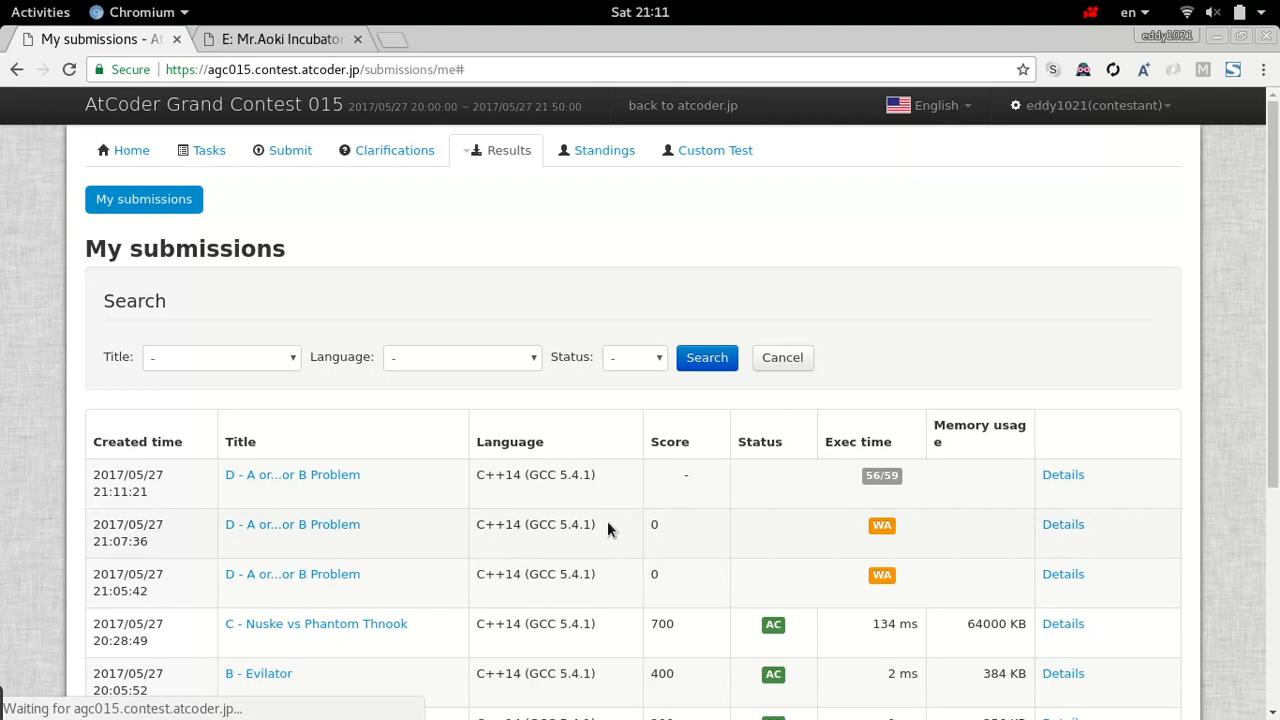 Activities Chromium Sat 21:11 en
My submissions - At E: Mr.Aoki Incubato eddy1021
Secure https://agc015.contest.atcoder.jp/submissions/me#
AtCoder Grand Contest 015 2017/05/27 20:00:00 ~ 2017/05/27 21:50:00 back to atcoder.jp English eddy1021(contestant)
Home Tasks Submit Clarifications Results Standings Custom Test
My submissions
My submissions
Search
Title: - Language: - Status: - Search Cancel
Memory usag
Created time Title Language Score Status Exec time e
2017/05/27 D - A or...or B Problem C++14 (GCC 5.4.1) - 56/59 Details
21:11:21
2017/05/27 D - A or...or B Problem C++14 (GCC 5.4.1) 0 WA Details
21:07:36
2017/05/27 D - A or...or B Problem C++14 (GCC 5.4.1) 0 WA Details
21:05:42
2017/05/27 C - Nuske vs Phantom Thnook C++14 (GCC 5.4.1) 700 AC 134 ms 64000 KB Details
20:28:49
2017/05/27 B - Evilator C++14 (GCC 5.4.1) 400 AC 2 ms 384 KB Details
20:05:52
Waiting for agc015.contest.atcoder.jp...